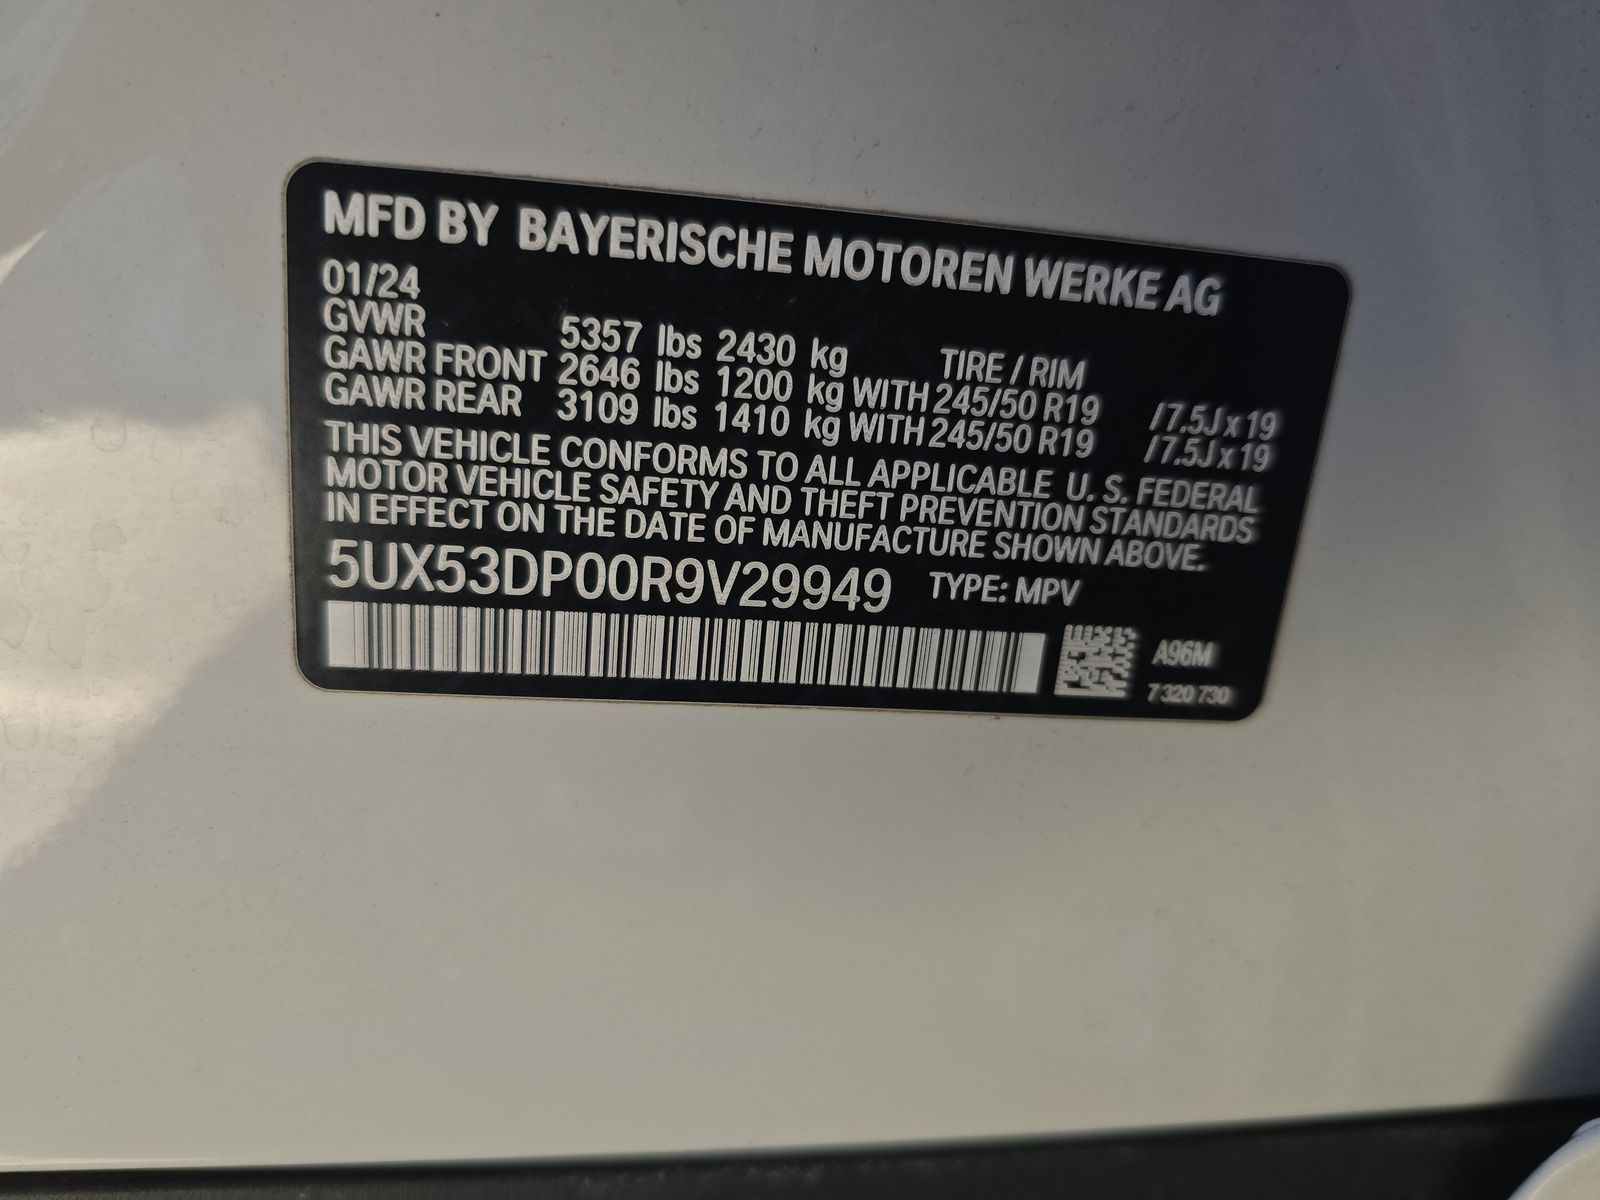 MFD BY BAYERISCHE MOTOREN WERKE AG
01/24
GVWR 5357 lbs 2430 kg TIRE / RIM
GAWR FRONT 2646 lbs 1200 kg WITH 245/50 R19 / 7.5J x 19
GAWR REAR 3109 lbs 1410 kg WITH 245/50 R19 / 7.5J x 19
THIS VEHICLE CONFORMS TO ALL APPLICABLE U. S. FEDERAL
MOTOR VEHICLE SAFETY AND THEFT PREVENTION STANDARDS
IN EFFECT ON THE DATE OF MANUFACTURE SHOWN ABOVE.
5UX53DP00R9V29949 TYPE: MPV
A96M
7 320 730